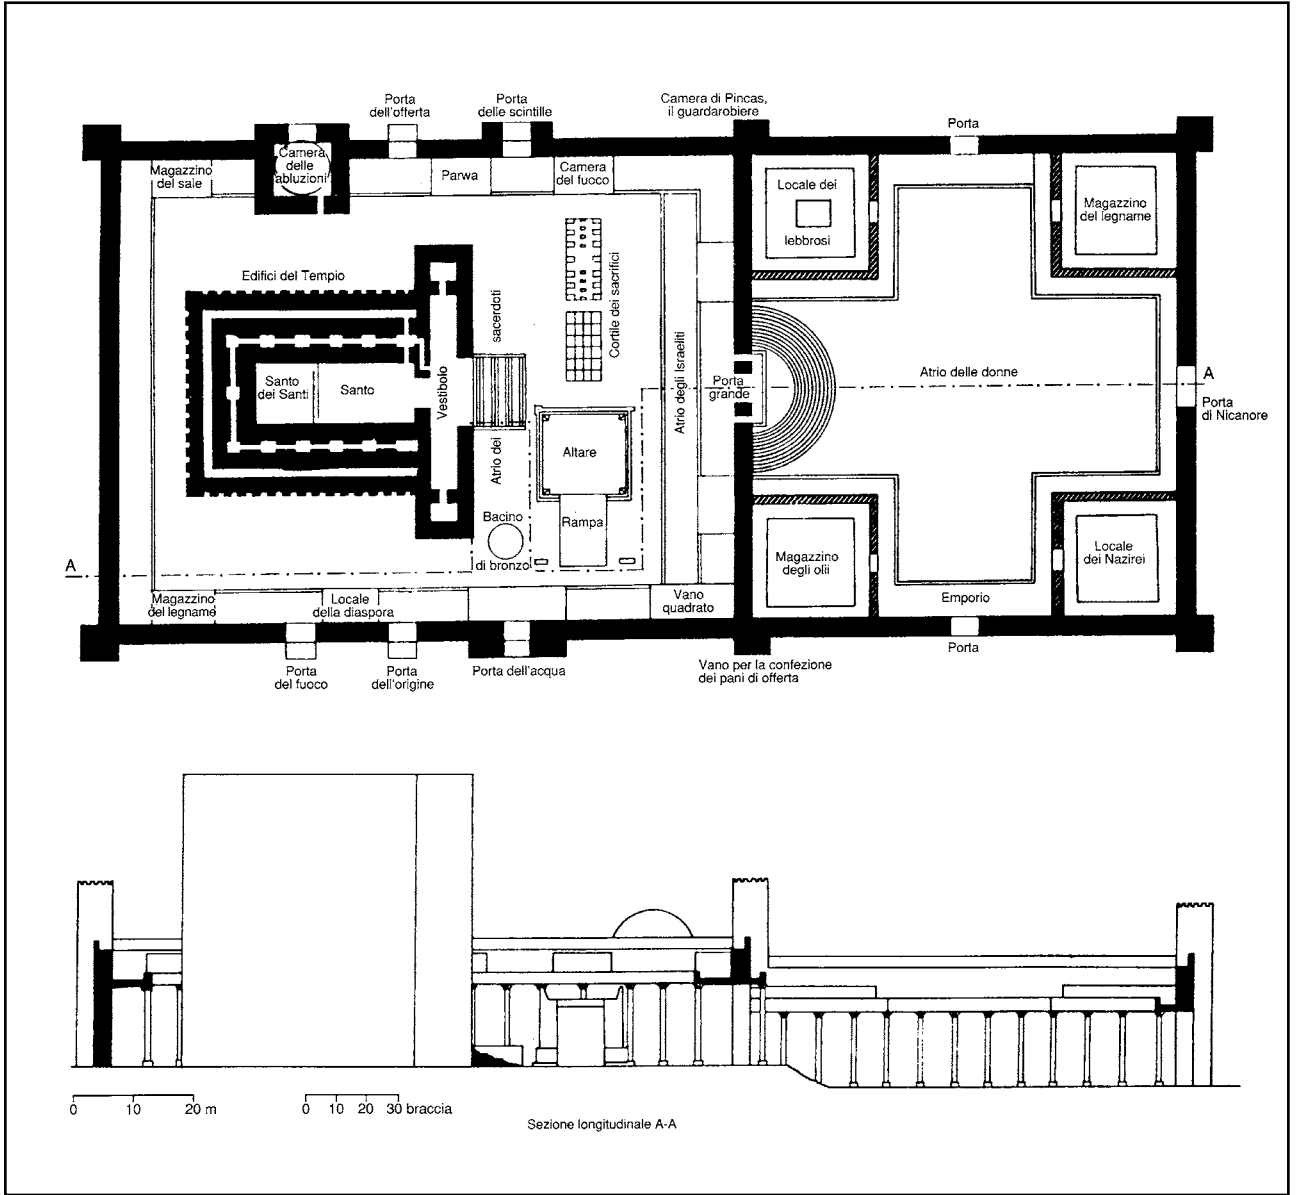 Porta
dell'offerta
Porta
delle scintille
Camera di Pincas,
il guardarobiere
Porta
Magazzino
del sale
Camera
delle
abluzioni
Parwa
Camera
del fuoco
Locale dei
lebbrosi
Magazzino
del legname
Edifici del Tempio
sacerdoti
Cortile dei sacrifici
Santo
dei Santi
Santo
Vestibolo
Atrio degli Israeliti
Porta
grande
Atrio delle donne
A
Porta
di Nicanore
Atrio dei
Altare
Rampa
Bacino
di bronzo
A
Magazzino
degli olii
Locale
dei Nazirei
Magazzino
del legname
Locale
della diaspora
Vano
quadrato
Emporio
Porta
del fuoco
Porta
dell'origine
Porta dell'acqua
Vano per la confezione
dei pani di offerta
Porta
0 10 20 m
0 10 20 30 braccia
Sezione longitudinale A-A